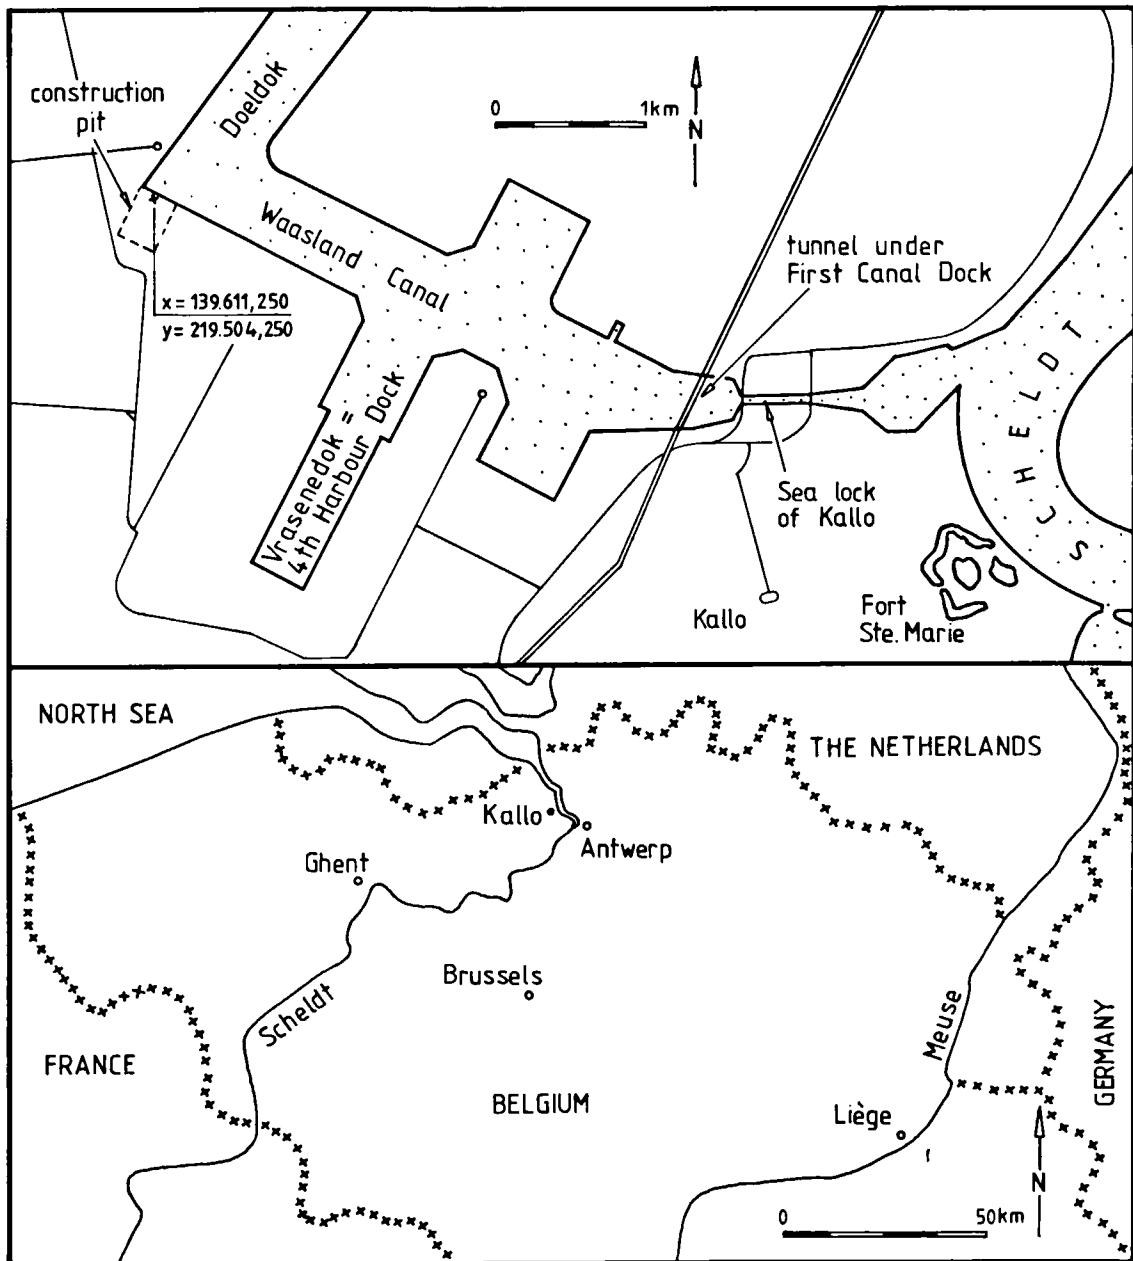 construction
pit
Doeldok
0 1km
N
Waasland Canal
tunnel under
First Canal Dock
x = 139.611,250
y = 219.504,250
SCHELDT
Vrasenedok =
4th Harbour Dock
Sea lock
of Kallo
Kallo
Fort
Ste. Marie
NORTH SEA
THE NETHERLANDS
Kallo
Antwerp
Ghent
Brussels
Scheldt
Meuse
FRANCE
BELGIUM
GERMANY
Liège
N
0 50km